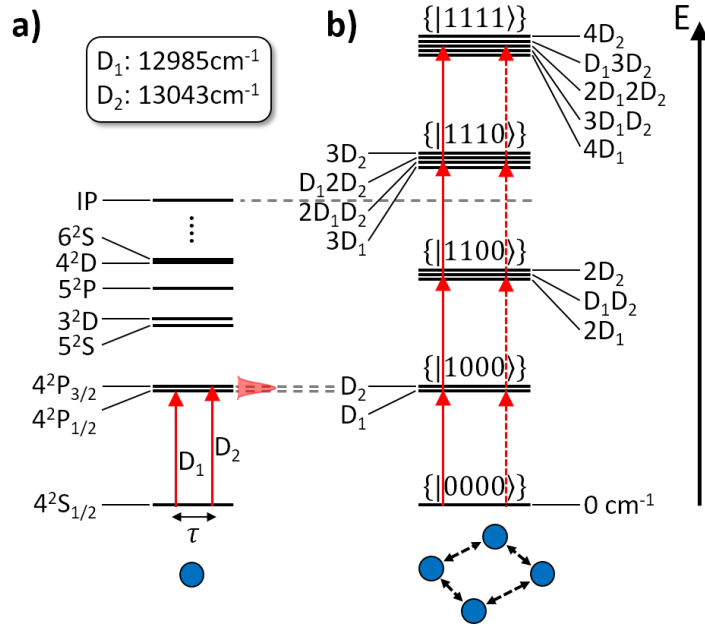 a)
D₁: 12985cm⁻¹
D₂: 13043cm⁻¹
IP
6²S
4²D
5²P
3²D
5²S
4²P₃/₂
4²P₁/₂
D₁
D₂
4²S₁/₂
τ
b)
{|1111⟩}
4D₂
D₁3D₂
2D₁2D₂
3D₁D₂
4D₁
{|1110⟩}
3D₂
D₁2D₂
2D₁D₂
3D₁
{|1100⟩}
2D₂
D₁D₂
2D₁
{|1000⟩}
D₂
D₁
{|0000⟩}
0 cm⁻¹
E